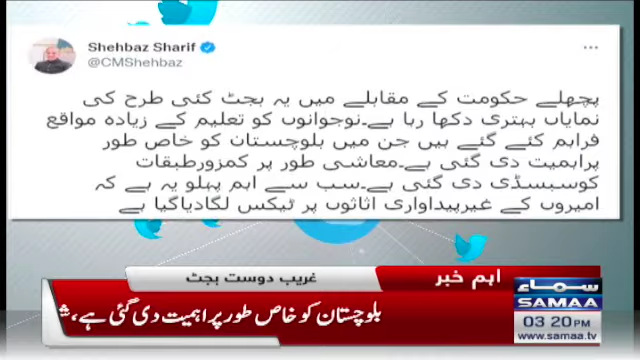 Shehbaz Sharif
@CMShehbaz
پچھلے حکومت کے مقابلے میں یہ بجٹ کئی طرح کی
نمایاں بہتری دکھا رہا ہے۔نوجوانوں کو تعلیم کے زیادہ مواقع
فراہم کئے گئے ہیں جن میں بلوچستان کو خاص طور
پراہمیت دی گئی ہے۔معاشی طور پر کمزورطبقات
کوسبسڈی دی گئی ہے۔سب سے اہم پہلو یہ ہے کہ
امیروں کے غیرپیداواری اثاثوں پر ٹیکس لگادیاگیا ہے
اہم خبر
غریب دوست بجٹ
بلوچستان کو خاص طور پر اہمیت دی گئی ہے،
سماء
SAMAA
03:20 PM
www.samaa.tv